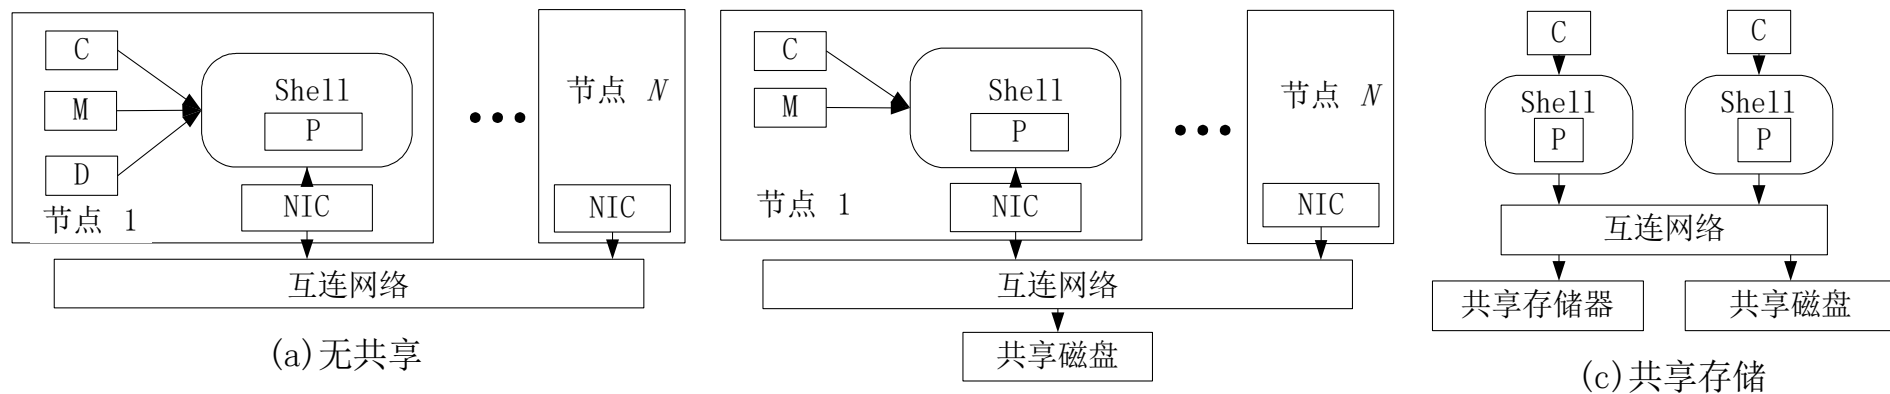 C
M
D
Shell
P
NIC
节点 1
•••
节点 N
NIC
互连网络
(a)无共享
C
M
Shell
P
NIC
节点 1
•••
节点 N
NIC
互连网络
共享磁盘
C
Shell
P
C
Shell
P
互连网络
共享存储器
共享磁盘
(c)共享存储